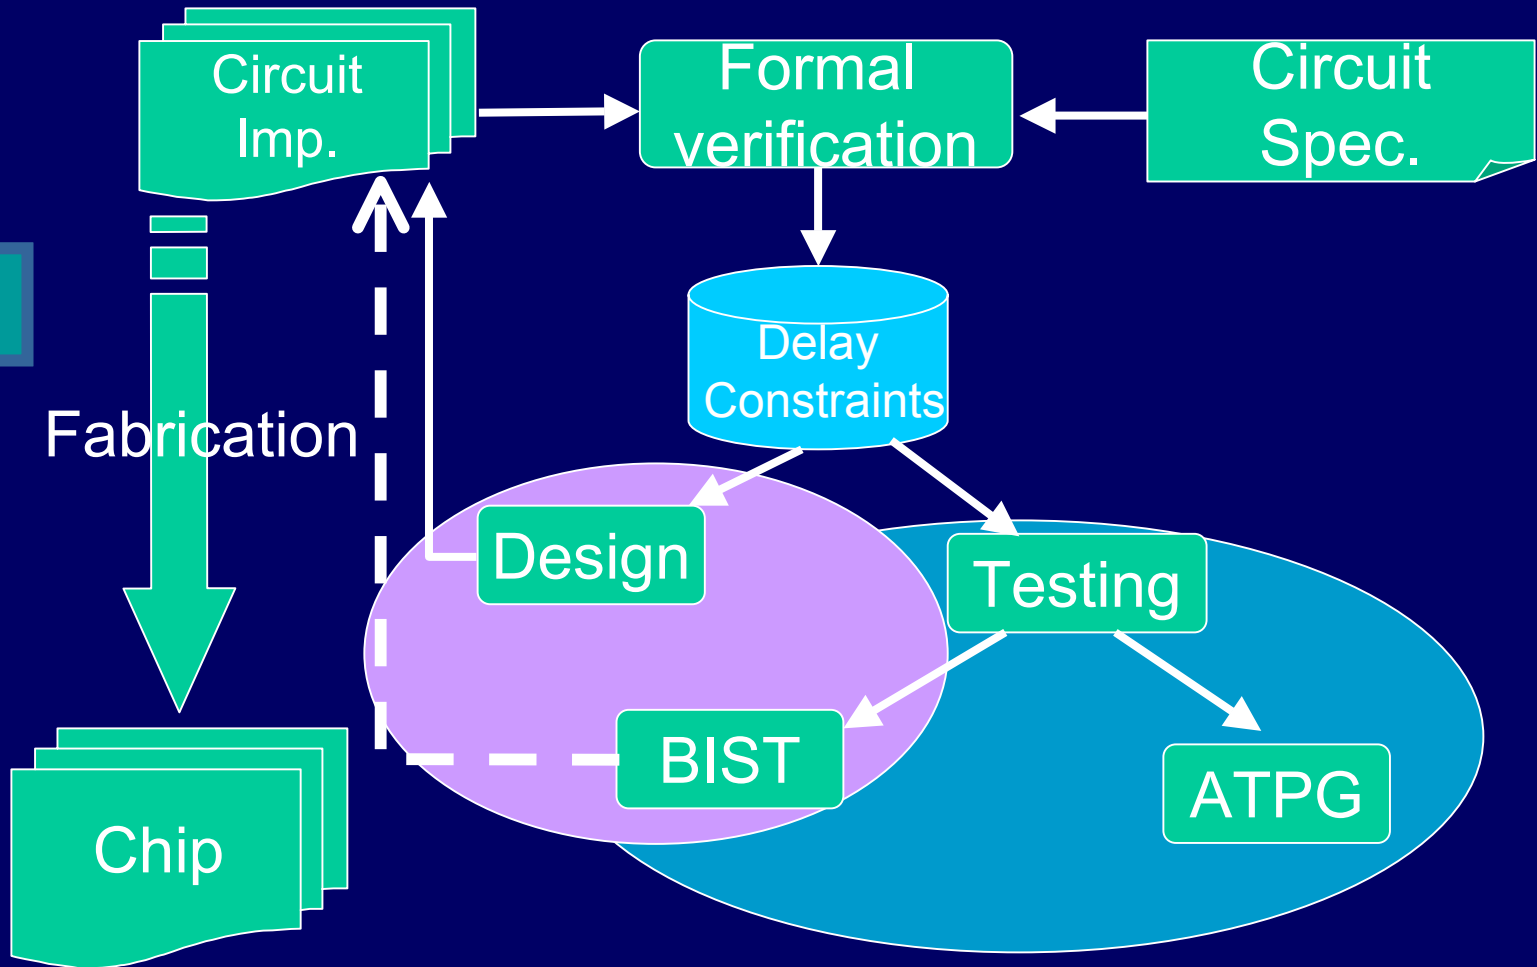 Circuit
Imp.
Formal
verification
Circuit
Spec.
Delay
Constraints
Fabrication
Design
Testing
BIST
ATPG
Chip